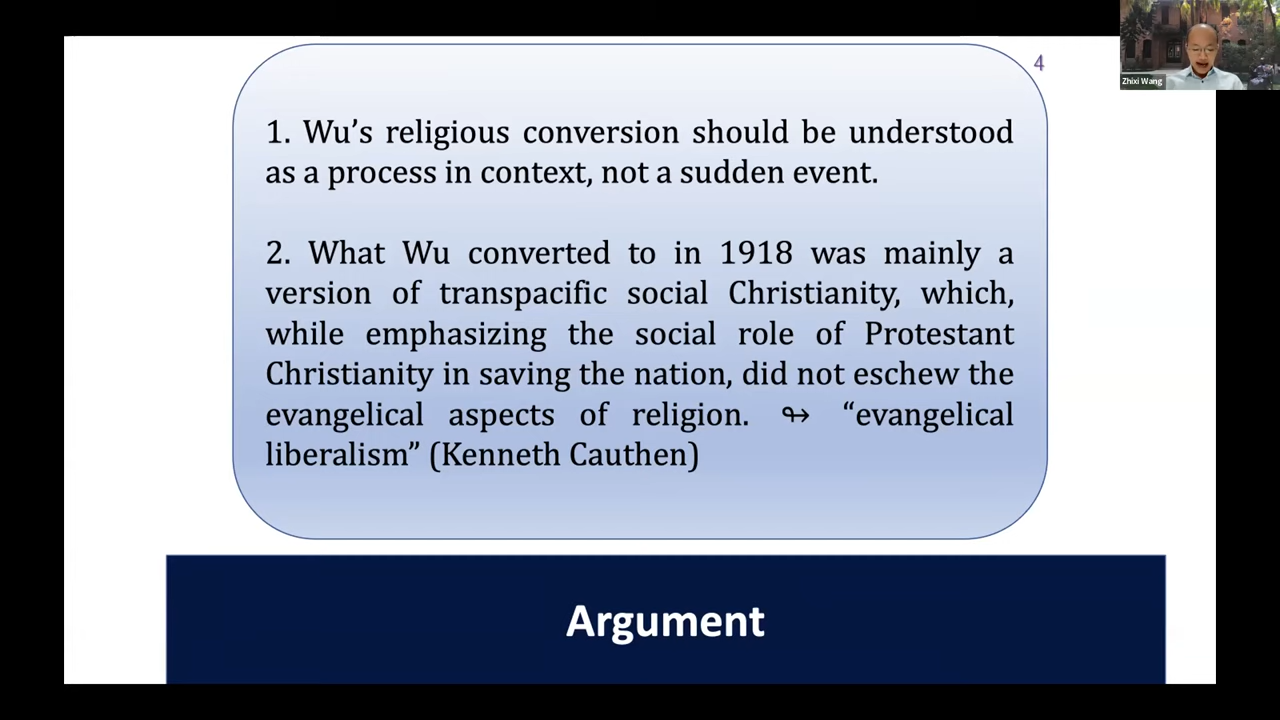 4
Zhixi Wang
1. Wu’s religious conversion should be understood
as a process in context, not a sudden event.
2. What Wu converted to in 1918 was mainly a
version of transpacific social Christianity, which,
while emphasizing the social role of Protestant
Christianity in saving the nation, did not eschew the
evangelical aspects of religion. ↬ “evangelical
liberalism” (Kenneth Cauthen)
Argument